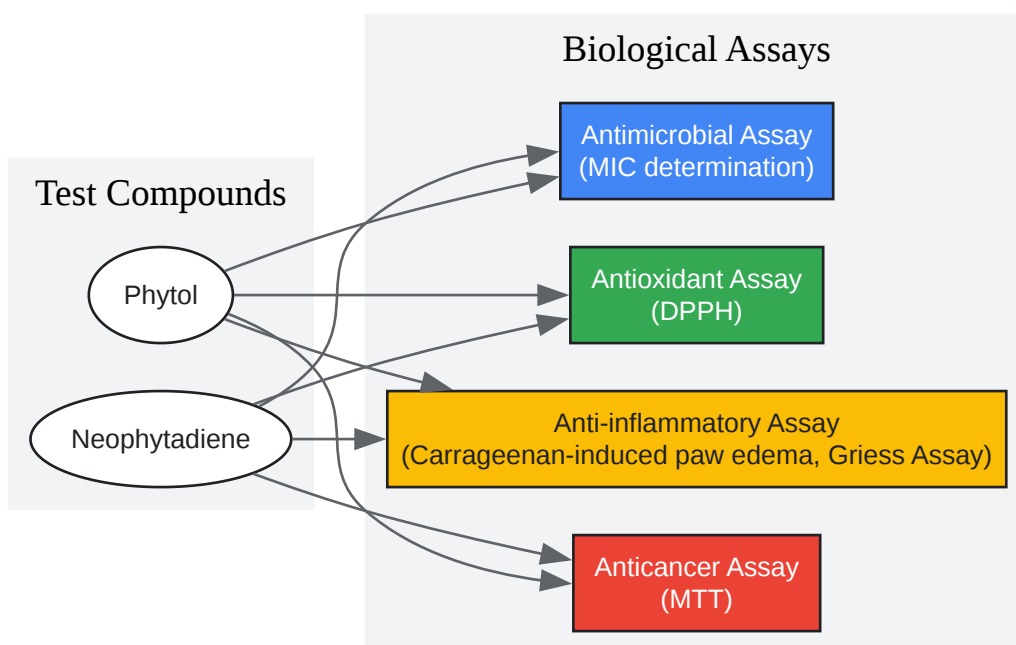 Test Compounds
Phytol
Neophytadiene
Biological Assays
Antimicrobial Assay
(MIC determination)
Antioxidant Assay
(DPPH)
Anti-inflammatory Assay
(Carrageenan-induced paw edema, Griess Assay)
Anticancer Assay
(MTT)